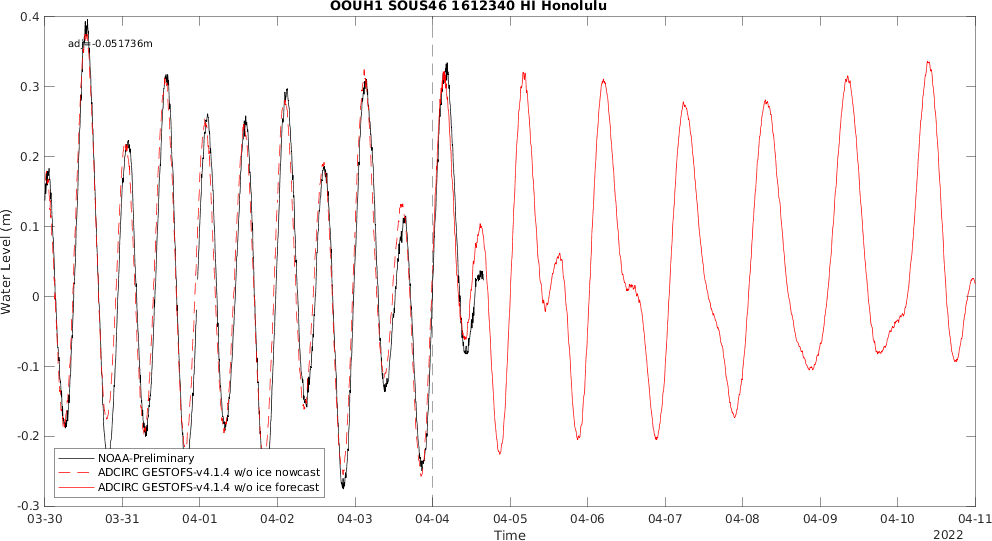 OOUH1 SOUS46 1612340 HI Honolulu
adj=-0.051736m
Water Level (m)
0.4
0.3
0.2
0.1
0
-0.1
-0.2
-0.3
NOAA-Preliminary
ADCIRC GESTOFS-v4.1.4 w/o ice nowcast
ADCIRC GESTOFS-v4.1.4 w/o ice forecast
03-30 03-31 04-01 04-02 04-03 04-04 04-05 04-06 04-07 04-08 04-09 04-10 04-11
Time
2022